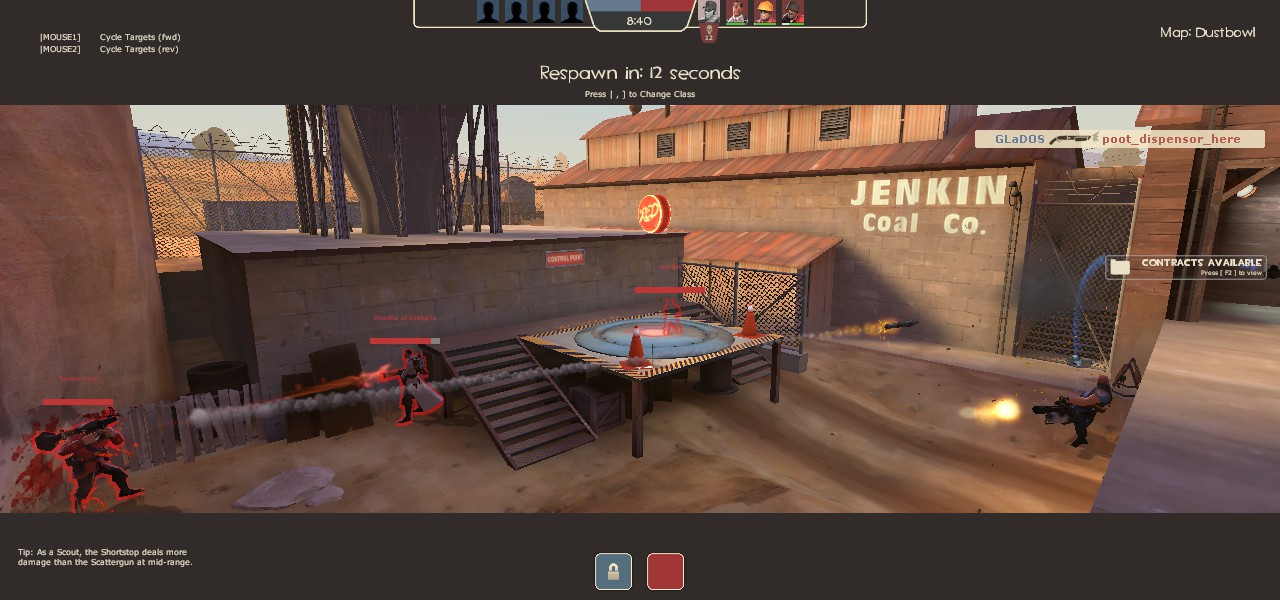 8:40
12
[MOUSE1] Cycle Targets (fwd)
[MOUSE2] Cycle Targets (rev)
Map: Dustbowl
Respawn in: 12 seconds
Press [ , ] to Change Class
GLaDOS poot_dispensor_here
JENKIN
Coal Co.
RED
CONTROL POINT
CONTRACTS AVAILABLE
Press [ F2 ] to view
Tip: As a Scout, the Shortstop deals more
damage than the Scattergun at mid-range.